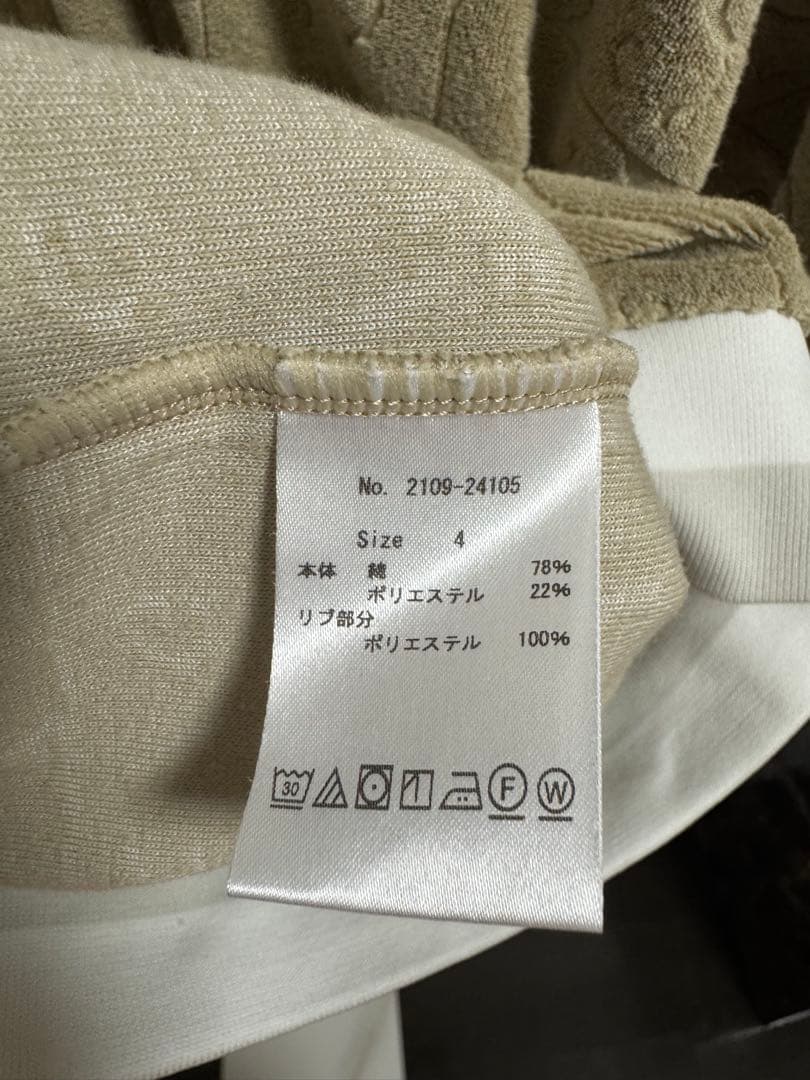 No. 2109-24105
Size 4
本体 綿 78%
ポリエステル 22%
リブ部分
ポリエステル 100%
30 F W